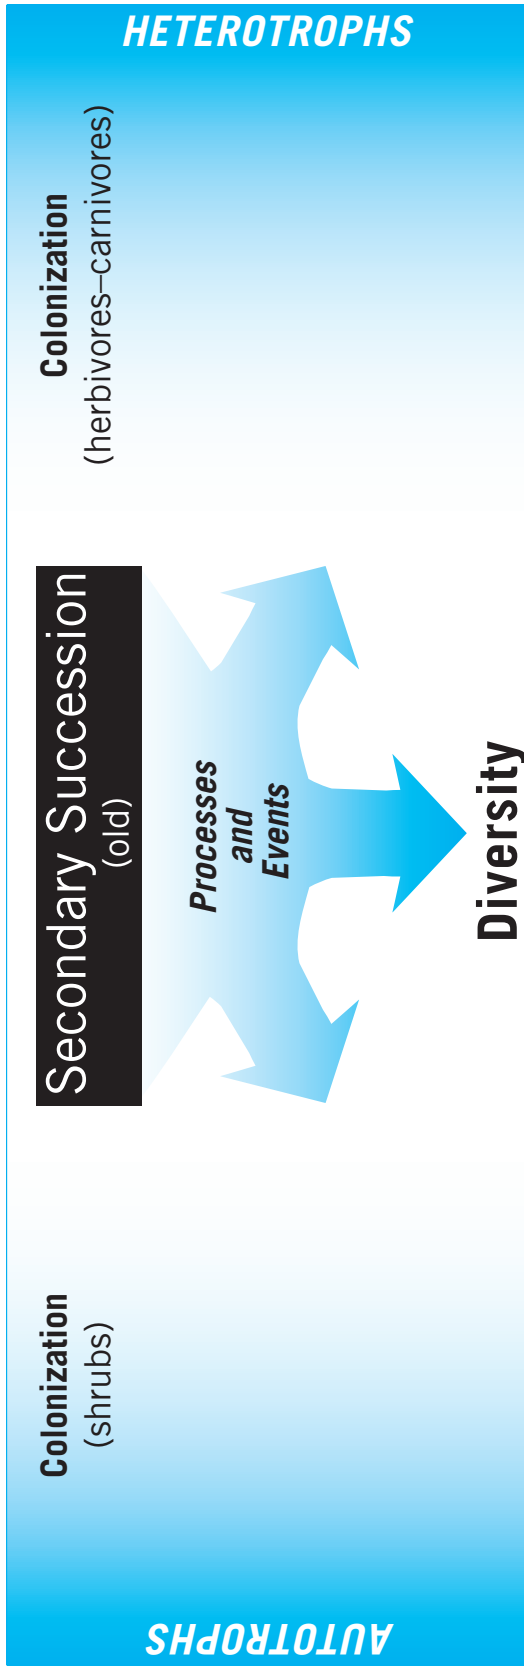 AUTOTROPHS
Colonization
(shrubs)
Secondary Succession
(old)
Colonization
(herbivores–carnivores)
HETEROTROPHS
Processes
and
Events
Diversity